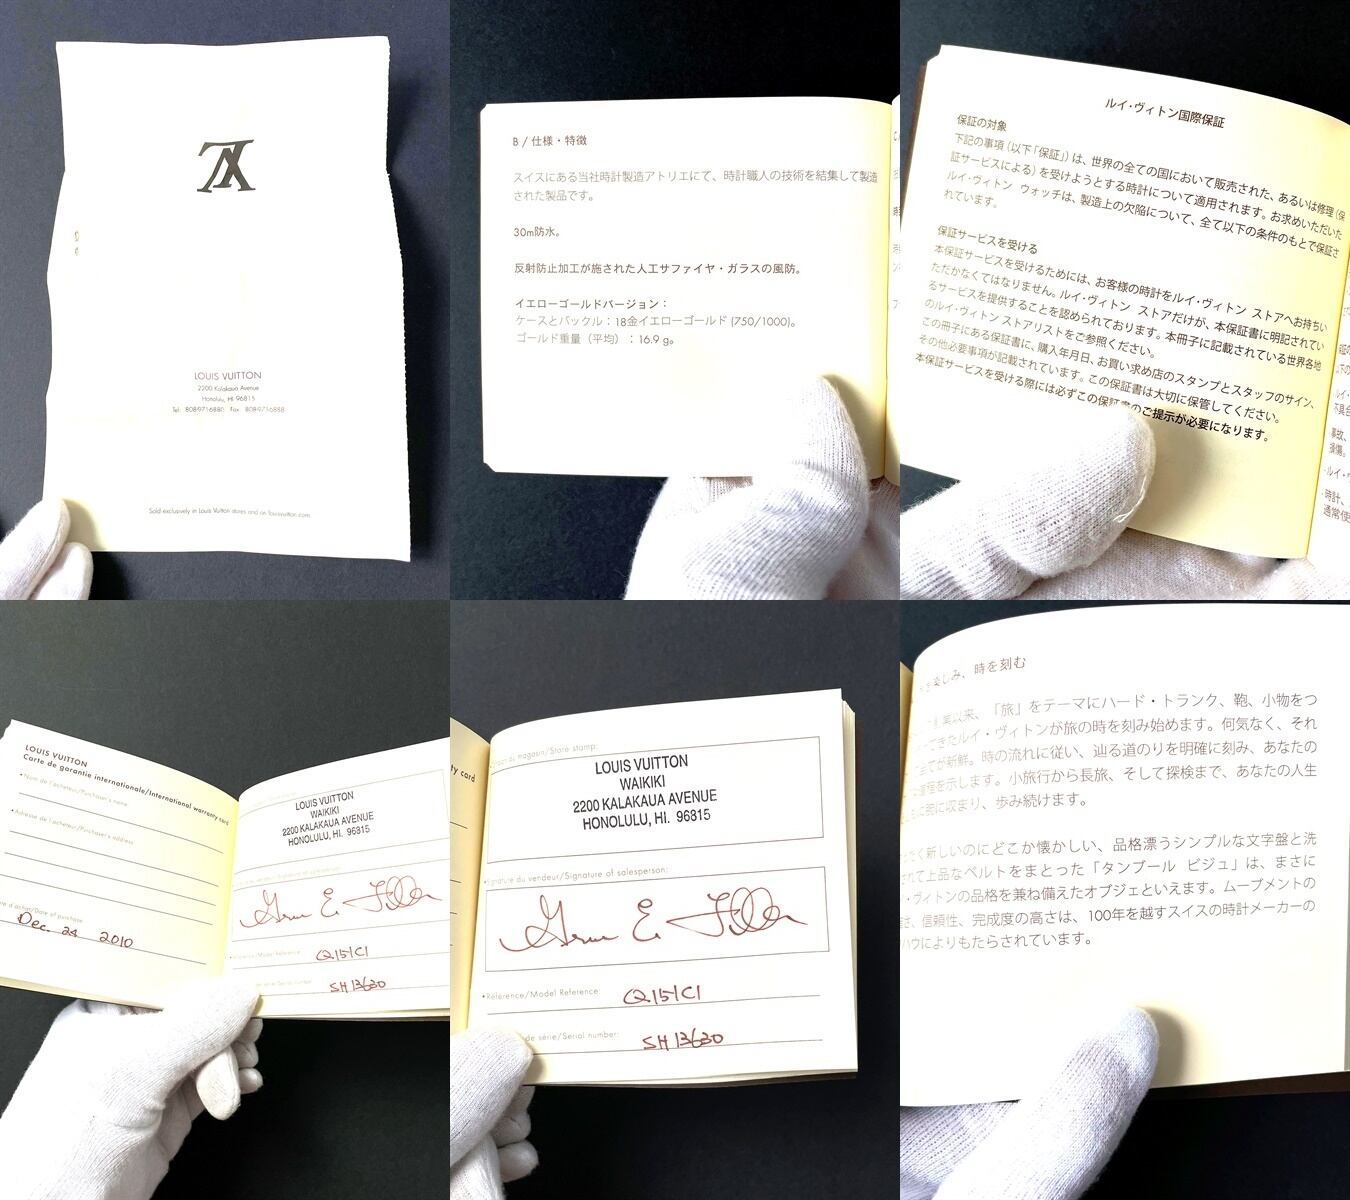 LOUIS VUITTON
2200 Kalakaua Avenue
Honolulu, HI 96815
Tel: 808-9716880 Fax 808-9716888
Sold exclusively in Louis Vuitton stores and on louisvuitton.com
B / 仕様・特徴
スイスにある当社時計製造アトリエにて、時計職人の技術を結集して製造
された製品です。
30m防水。
反射防止加工が施された人工サファイヤ・ガラスの風防。
イエローゴールドバージョン：
ケースとバックル：18金イエローゴールド (750/1000)。
ゴールド重量（平均）：16.9 g。
ルイ・ヴィトン国際保証
保証の対象
下記の事項（以下「保証」）は、世界の全ての国において販売された、あるいは修理（保
証サービスによる）を受けようとする時計について適用されます。お求めいただいた
ルイ・ヴィトン ウォッチは、製造上の欠陥について、全て以下の条件のもとで保証さ
れています。
保証サービスを受ける
本保証サービスを受けるためには、お客様の時計をルイ・ヴィトン ストアへお持ちい
ただかなくてはなりません。ルイ・ヴィトン ストアだけが、本保証書に明記されてい
るサービスを提供することを認められております。本冊子に記載されている世界各地
のルイ・ヴィトン ストアリストをご参照ください。
この冊子にある保証書に、購入年月日、お買い求め店のスタンプとスタッフのサイン、
その他必要事項が記載されています。この保証書は大切に保管してください。
本保証サービスを受ける際には必ずこの保証書のご提示が必要になります。
LOUIS VUITTON
Carte de garantie internationale/International warranty card
•Nom de l'acheteur/Purchaser's name:
•Adresse de l'acheteur/Purchaser's address:
d'achat/Date of purchase
Dec. 24 2010
LOUIS VUITTON
WAIKIKI
2200 KALAKAUA AVENUE
HONOLULU, HI. 96815
Q151C1
SH13630
du magasin/Store stamp:
LOUIS VUITTON
WAIKIKI
2200 KALAKAUA AVENUE
HONOLULU, HI. 96815
•Signature du vendeur/Signature of salesperson:
•Référence/Model Reference: Q151C1
de série/Serial number: SH13630
楽しみ、時を刻む
業以来、「旅」をテーマにハード・トランク、鞄、小物をつ
できたルイ・ヴィトンが旅の時を刻み始めます。何気なく、それ
てが新鮮。時の流れに従い、辿る道のりを明確に刻み、あなたの
道程を示します。小旅行から長旅、そして探検まで、あなたの人生
に腕に収まり、歩み続けます。
く新しいのにどこか懐かしい、品格漂うシンプルな文字盤と洗
されて上品なベルトをまとった「タンブール ビジュ」は、まさに
・ヴィトンの品格を兼ね備えたオブジェといえます。ムーブメントの
さ、信頼性、完成度の高さは、100年を越すスイスの時計メーカーの
ハウによりもたらされています。